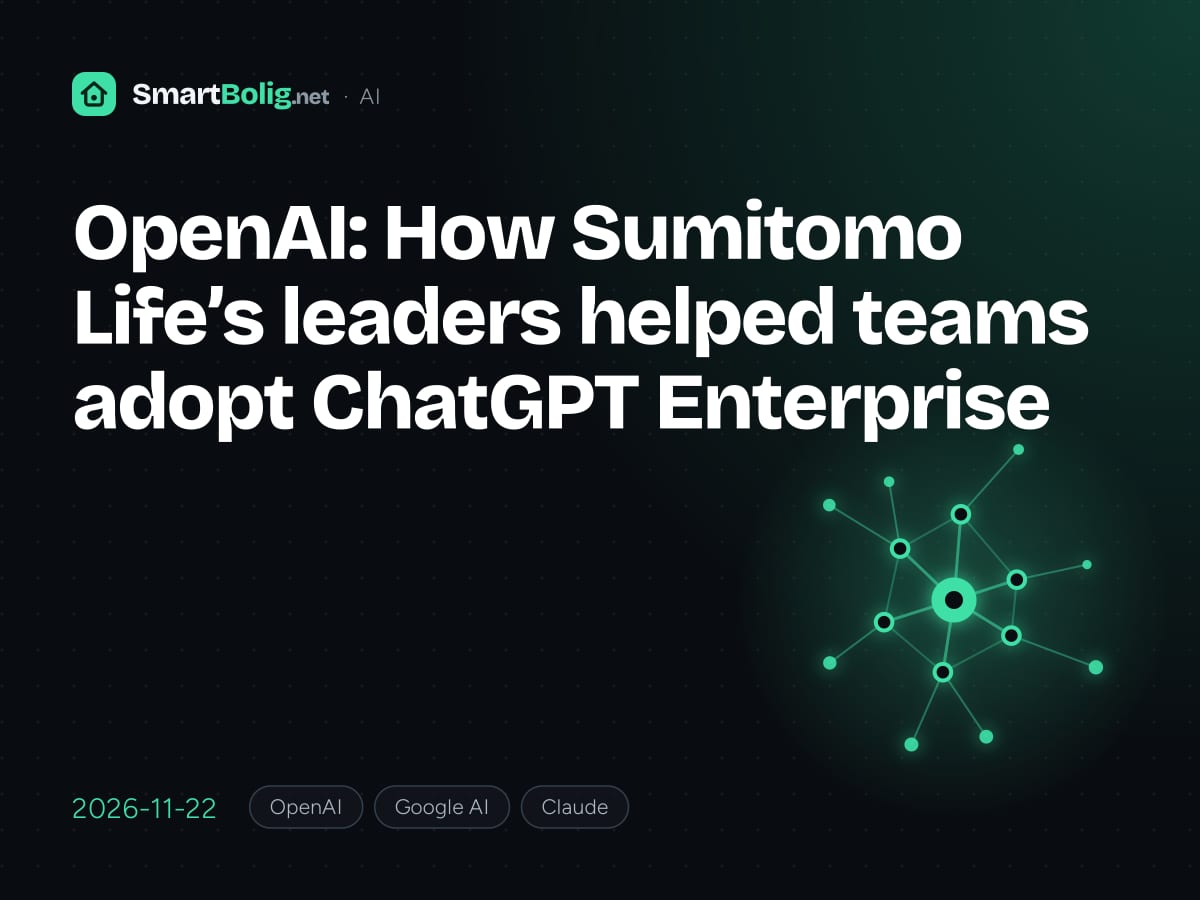 SmartBolig.net · AI
OpenAI: How Sumitomo
Life’s leaders helped teams
adopt ChatGPT Enterprise
2026-11-22 OpenAI Google AI Claude